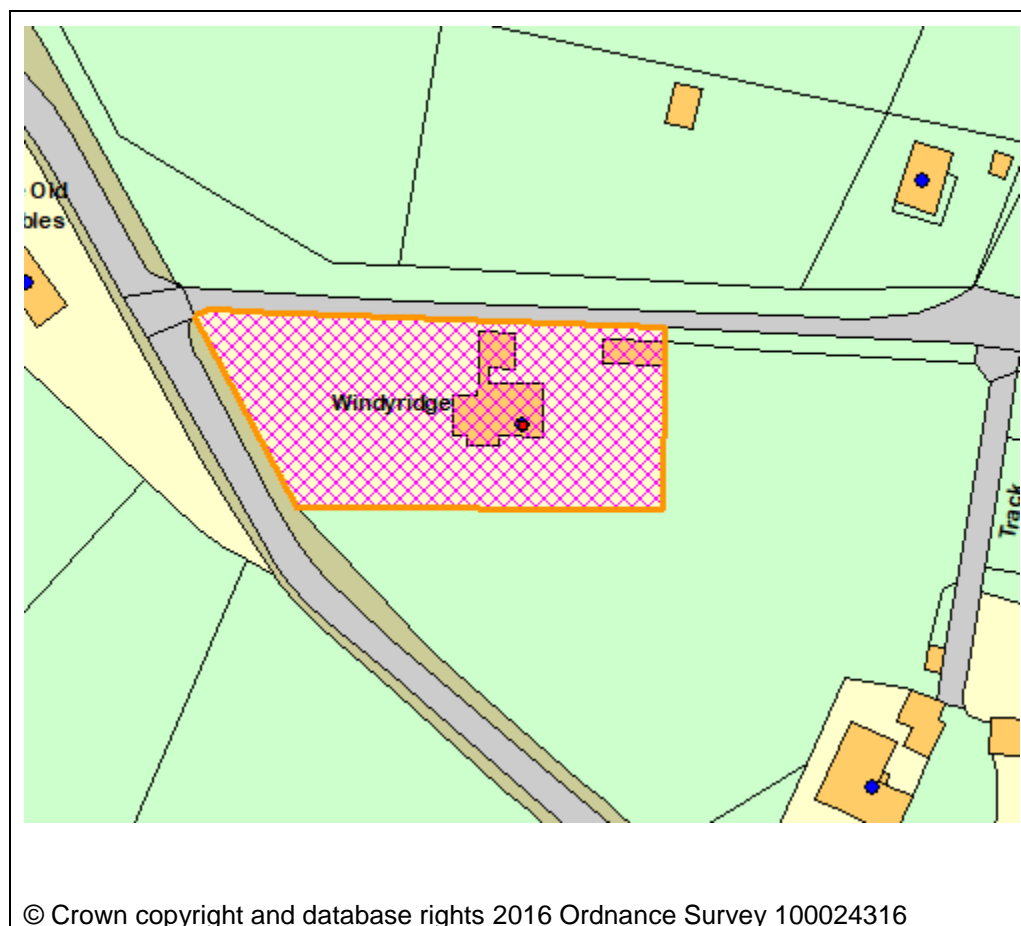 Old
bles
Windyridge
Track
© Crown copyright and database rights 2016 Ordnance Survey 100024316